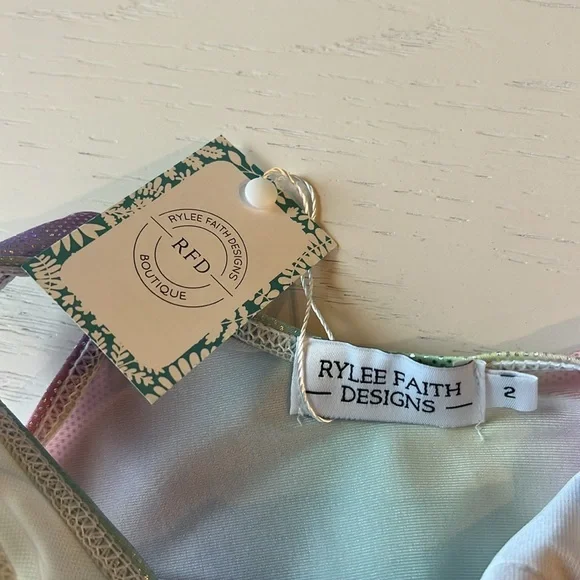 RYLEE FAITH DESIGNS
RFD
BOUTIQUE
RYLEE FAITH
DESIGNS
2